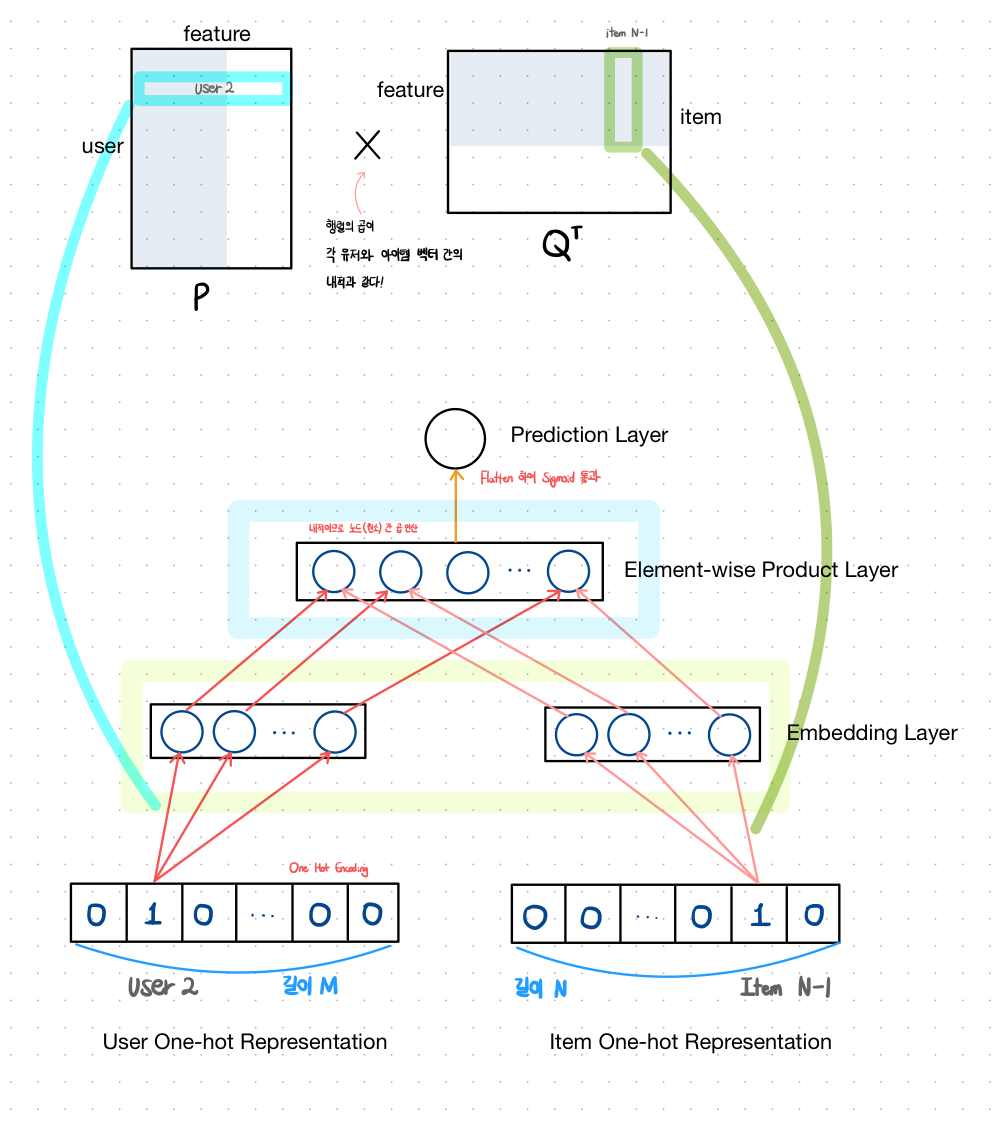 feature
item N-1
User 2
feature
item
user
행렬의 곱이
각 유저와 아이템 벡터 간의
내적과 같다!
P
Qᵀ
Prediction Layer
Flatten 하여 Sigmoid 통과
내적이므로 노드(원소) 간 곱 연산
...
Element-wise Product Layer
...
...
Embedding Layer
One Hot Encoding
0 1 0 ... 0 0
0 0 ... 0 1 0
User 2
길이 M
길이 N
Item N-1
User One-hot Representation
Item One-hot Representation